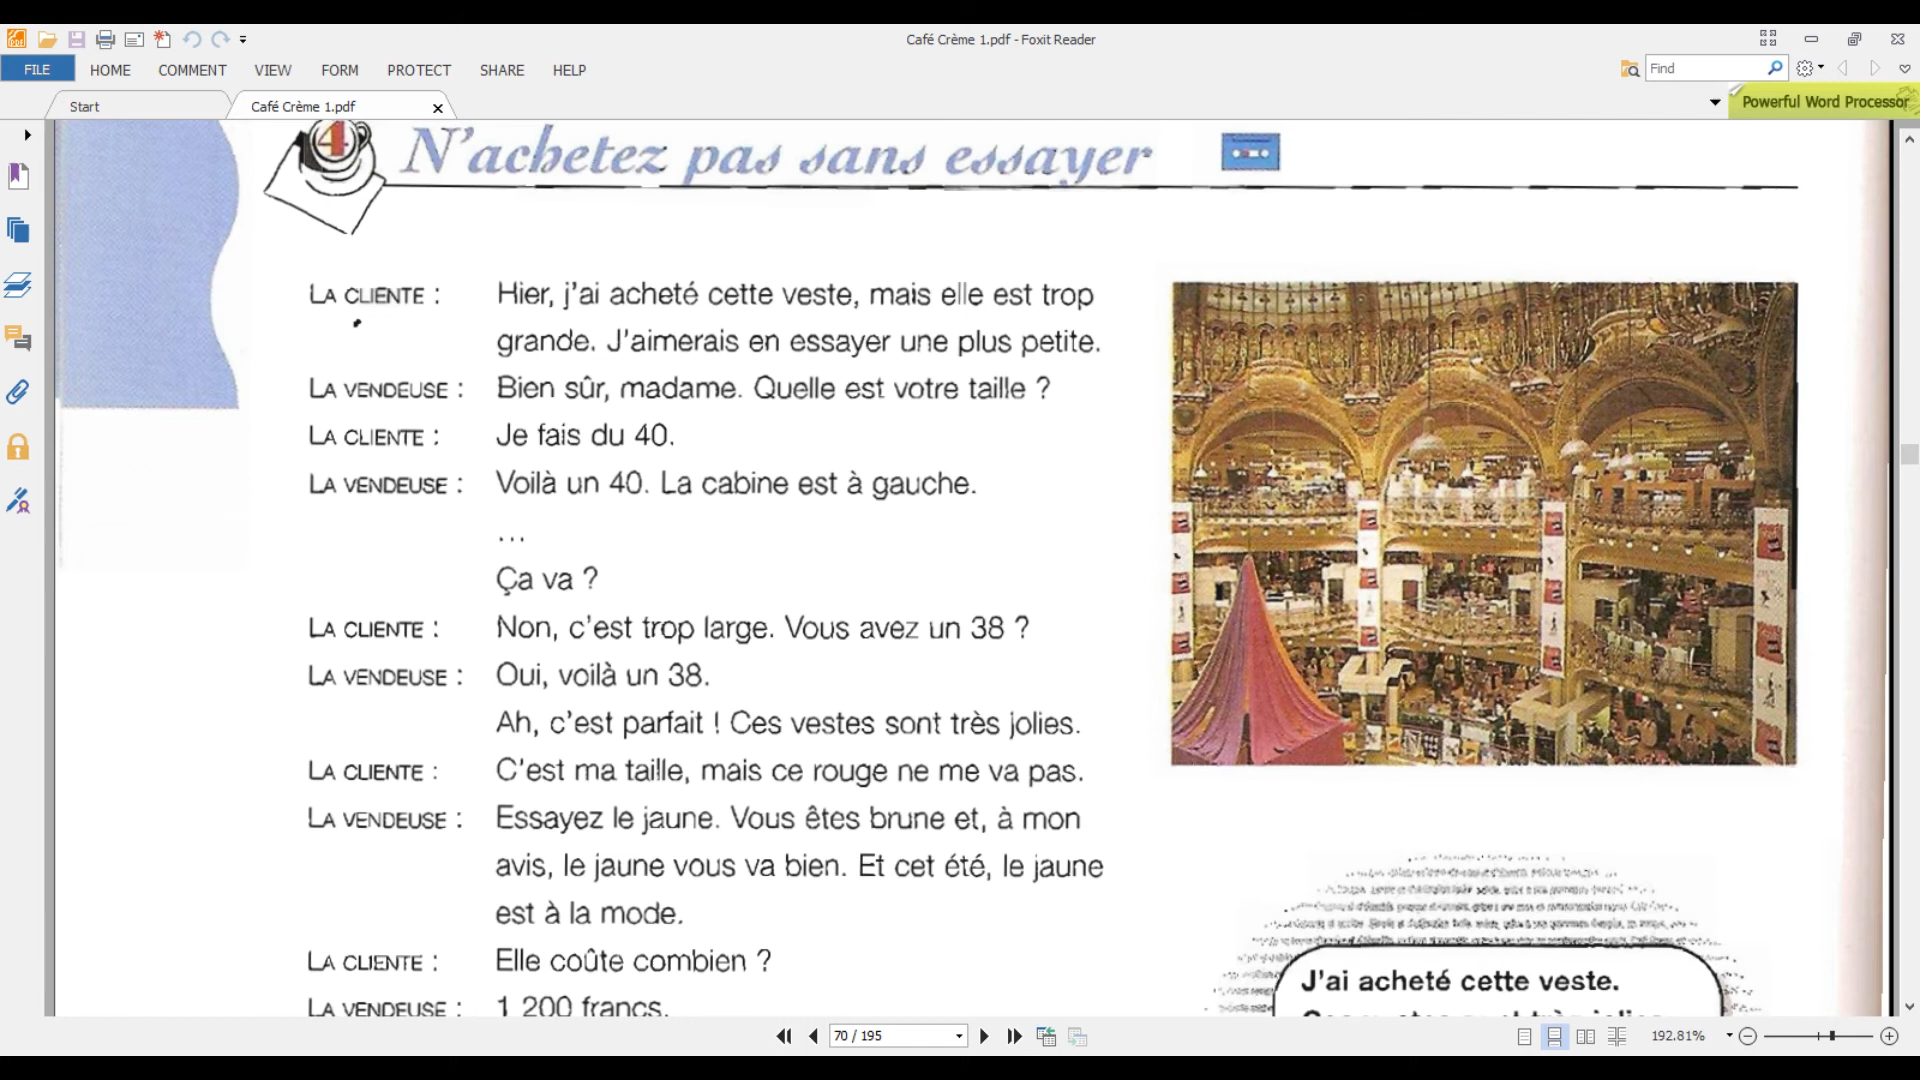 Café Crème 1.pdf - Foxit Reader
FILE HOME COMMENT VIEW FORM PROTECT SHARE HELP
Find
Start Café Crème 1.pdf
Powerful Word Processor
4 N'achetez pas sans essayer
LA CLIENTE : Hier, j'ai acheté cette veste, mais elle est trop
grande. J'aimerais en essayer une plus petite.
LA VENDEUSE : Bien sûr, madame. Quelle est votre taille ?
LA CLIENTE : Je fais du 40.
LA VENDEUSE : Voilà un 40. La cabine est à gauche.
...
Ça va ?
LA CLIENTE : Non, c'est trop large. Vous avez un 38 ?
LA VENDEUSE : Oui, voilà un 38.
Ah, c'est parfait ! Ces vestes sont très jolies.
LA CLIENTE : C'est ma taille, mais ce rouge ne me va pas.
LA VENDEUSE : Essayez le jaune. Vous êtes brune et, à mon
avis, le jaune vous va bien. Et cet été, le jaune
est à la mode.
LA CLIENTE : Elle coûte combien ?
LA VENDEUSE : 1 200 francs.
J'ai acheté cette veste.
70 / 195
192.81%